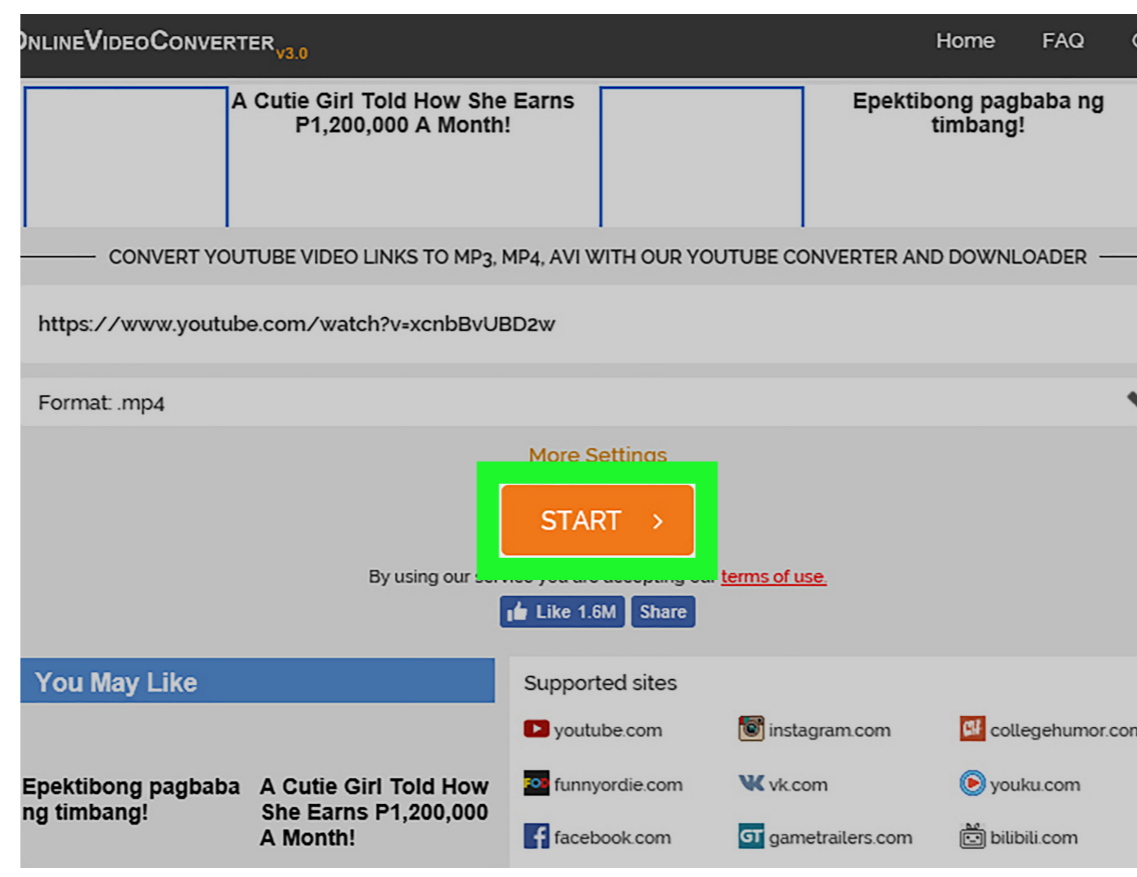 ONLINEVIDEOCONVERTER v3.0
Home FAQ
A Cutie Girl Told How She Earns
P1,200,000 A Month!
Epektibong pagbaba ng
timbang!
CONVERT YOUTUBE VIDEO LINKS TO MP3, MP4, AVI WITH OUR YOUTUBE CONVERTER AND DOWNLOADER
https://www.youtube.com/watch?v=xcnbBvUBD2w
Format: .mp4
More Settings
START >
By using our service you are accepting our terms of use.
Like 1.6M Share
You May Like
Epektibong pagbaba
ng timbang!
A Cutie Girl Told How
She Earns P1,200,000
A Month!
Supported sites
youtube.com instagram.com collegehumor.com
funnyordie.com vk.com youku.com
facebook.com gametrailers.com bilibili.com